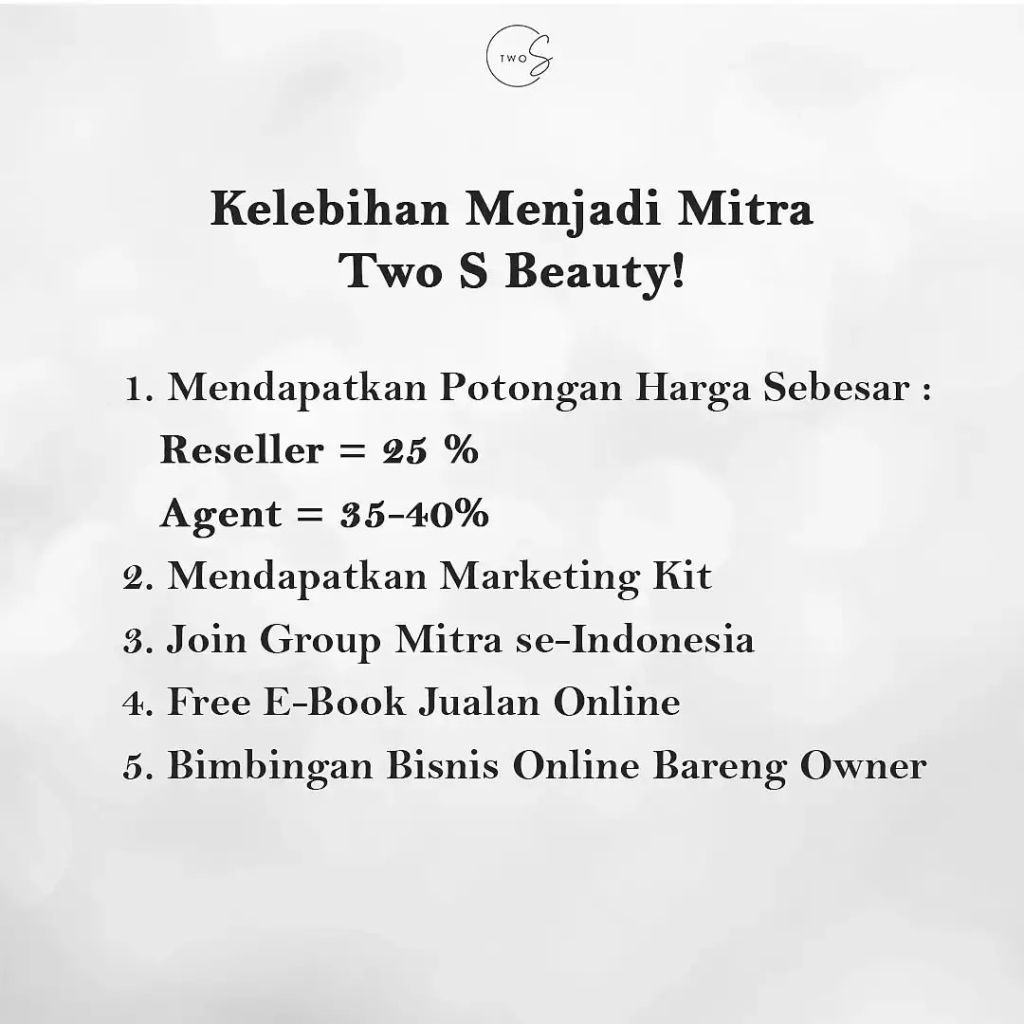 TWO S
Kelebihan Menjadi Mitra
Two S Beauty!
1. Mendapatkan Potongan Harga Sebesar :
Reseller = 25 %
Agent = 35-40%
2. Mendapatkan Marketing Kit
3. Join Group Mitra se-Indonesia
4. Free E-Book Jualan Online
5. Bimbingan Bisnis Online Bareng Owner